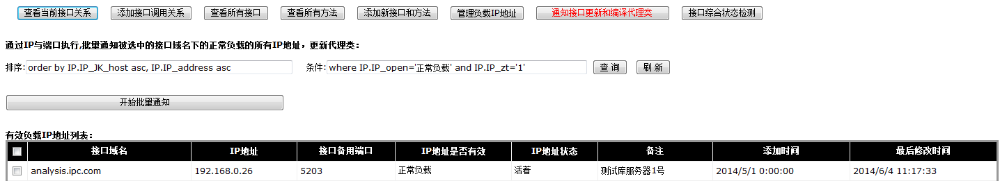 查看当前接口关系 添加接口调用关系 查看所有接口 查看所有方法 添加新接口和方法 管理负载IP地址 通知接口更新和编译代理类 接口综合状态检测
通过IP与端口执行,批量通知被选中的接口域名下的正常负载的所有IP地址，更新代理类：
排序: order by IP.IP_JK_host asc, IP.IP_address asc 条件: where IP.IP_open='正常负载' and IP.IP_zt='1' 查 询 刷 新
开始批量通知
有效负载IP地址列表：
接口域名 IP地址 接口备用端口 IP地址是否有效 IP地址状态 备注 添加时间 最后修改时间
analysis.ipc.com 192.168.0.26 5203 正常负载 活着 测试库服务器1号 2014/5/1 0:00:00 2014/6/4 11:17:33